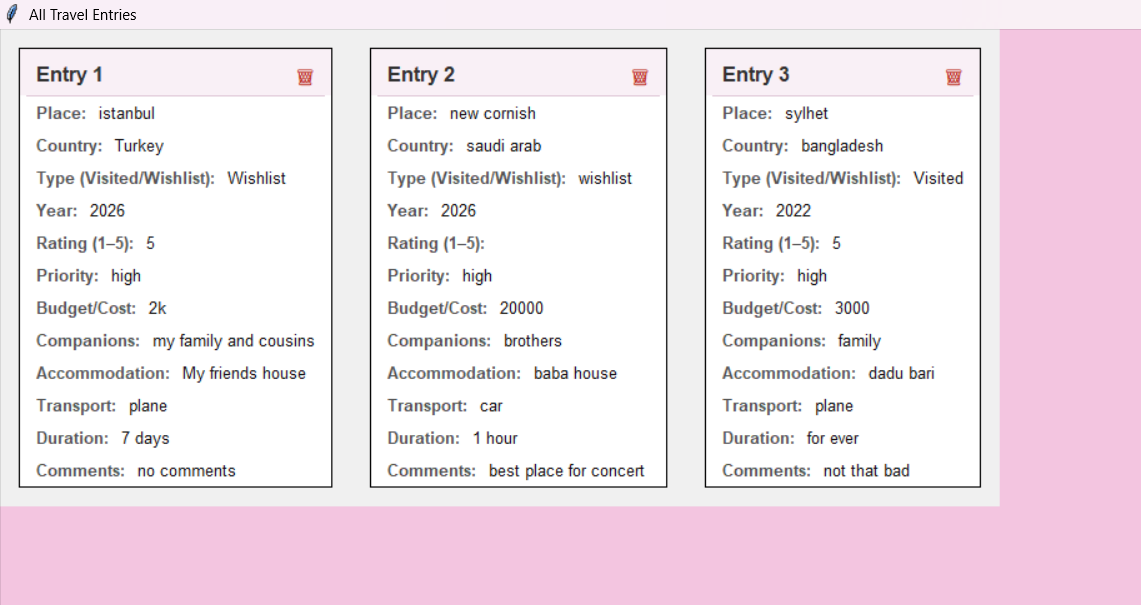 All Travel Entries
Entry 1
Place: istanbul
Country: Turkey
Type (Visited/Wishlist): Wishlist
Year: 2026
Rating (1–5): 5
Priority: high
Budget/Cost: 2k
Companions: my family and cousins
Accommodation: My friends house
Transport: plane
Duration: 7 days
Comments: no comments
Entry 2
Place: new cornish
Country: saudi arab
Type (Visited/Wishlist): wishlist
Year: 2026
Rating (1–5):
Priority: high
Budget/Cost: 20000
Companions: brothers
Accommodation: baba house
Transport: car
Duration: 1 hour
Comments: best place for concert
Entry 3
Place: sylhet
Country: bangladesh
Type (Visited/Wishlist): Visited
Year: 2022
Rating (1–5): 5
Priority: high
Budget/Cost: 3000
Companions: family
Accommodation: dadu bari
Transport: plane
Duration: for ever
Comments: not that bad